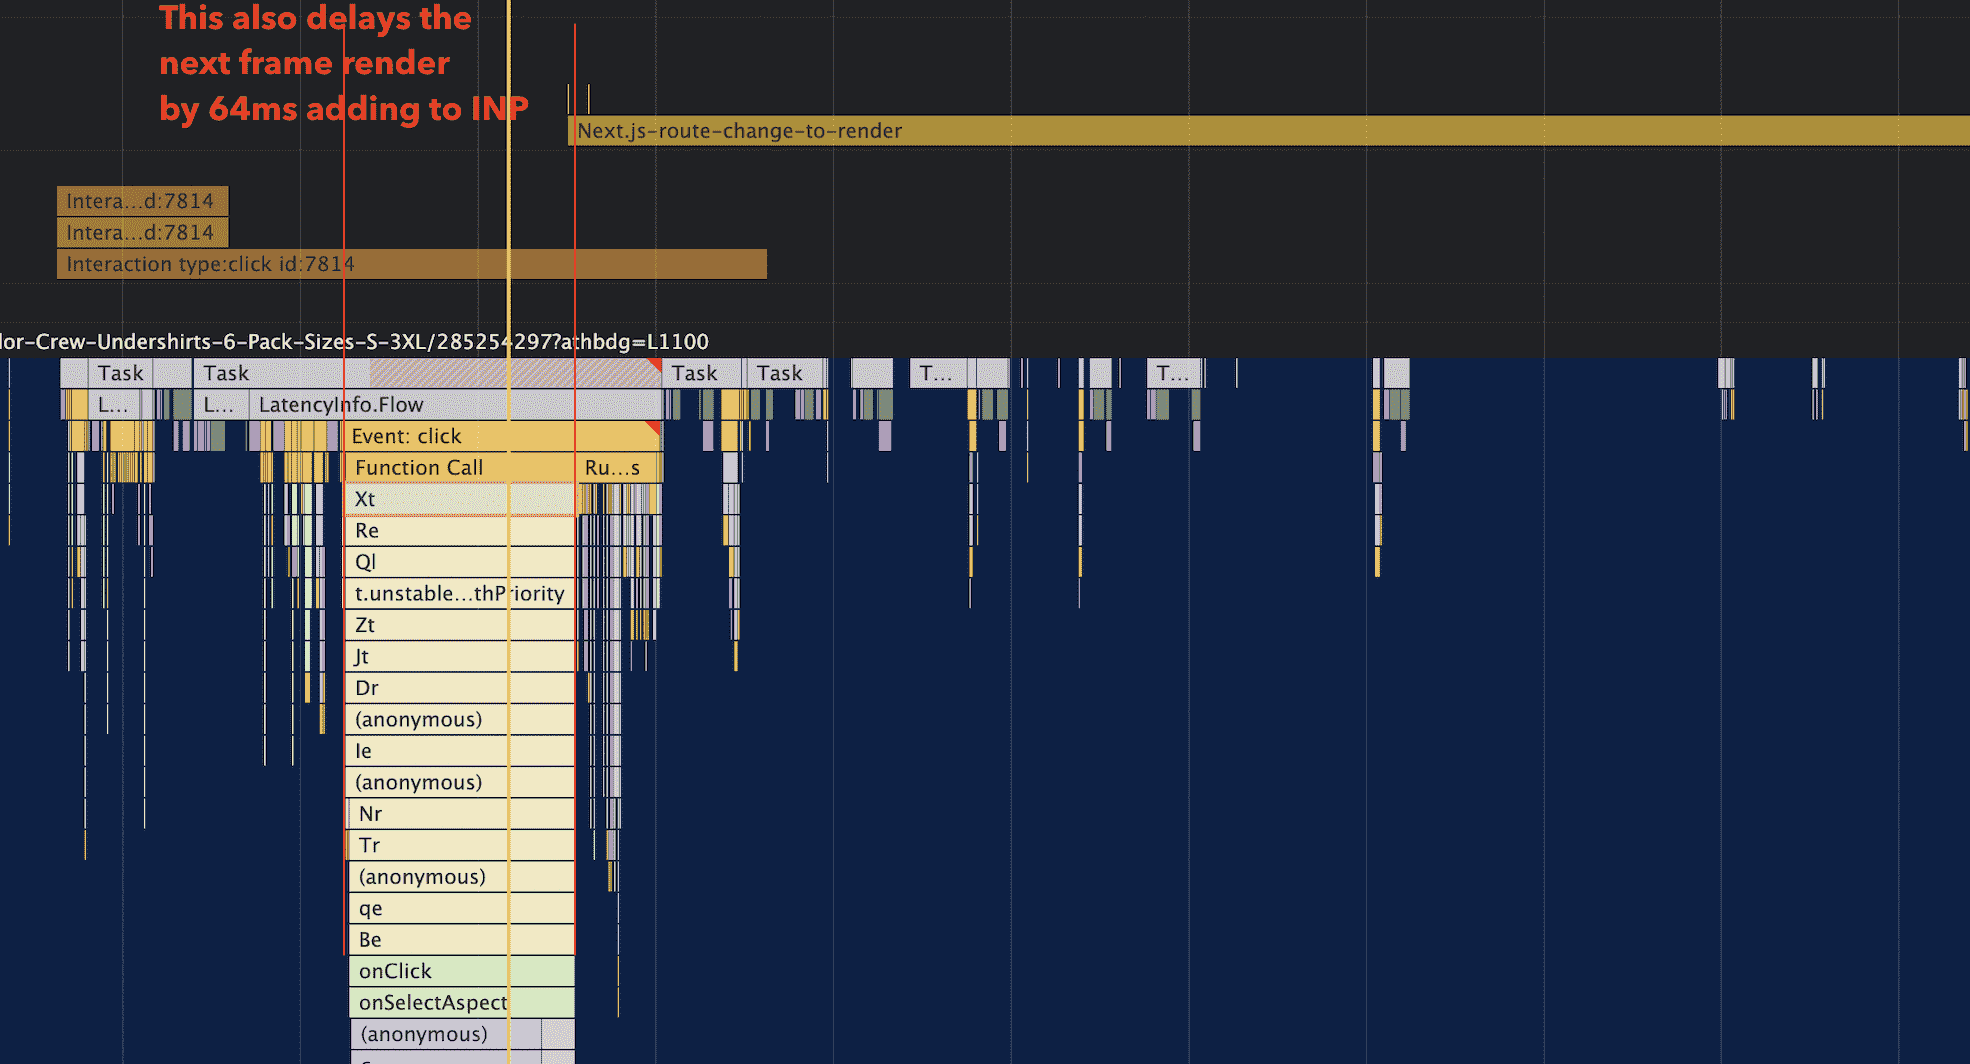 This also delays the
next frame render
by 64ms adding to INP
Next.js-route-change-to-render
Intera...d:7814
Intera...d:7814
Interaction type:click id:7814
lor-Crew-Undershirts-6-Pack-Sizes-S-3XL/285254297?athbdg=L1100
Task Task Task Task T... T...
L... L... LatencyInfo.Flow
Event: click
Function Call Ru...s
Xt
Re
Ql
t.unstable...thPriority
Zt
Jt
Dr
(anonymous)
Ie
(anonymous)
Nr
Tr
(anonymous)
qe
Be
onClick
onSelectAspect
(anonymous)